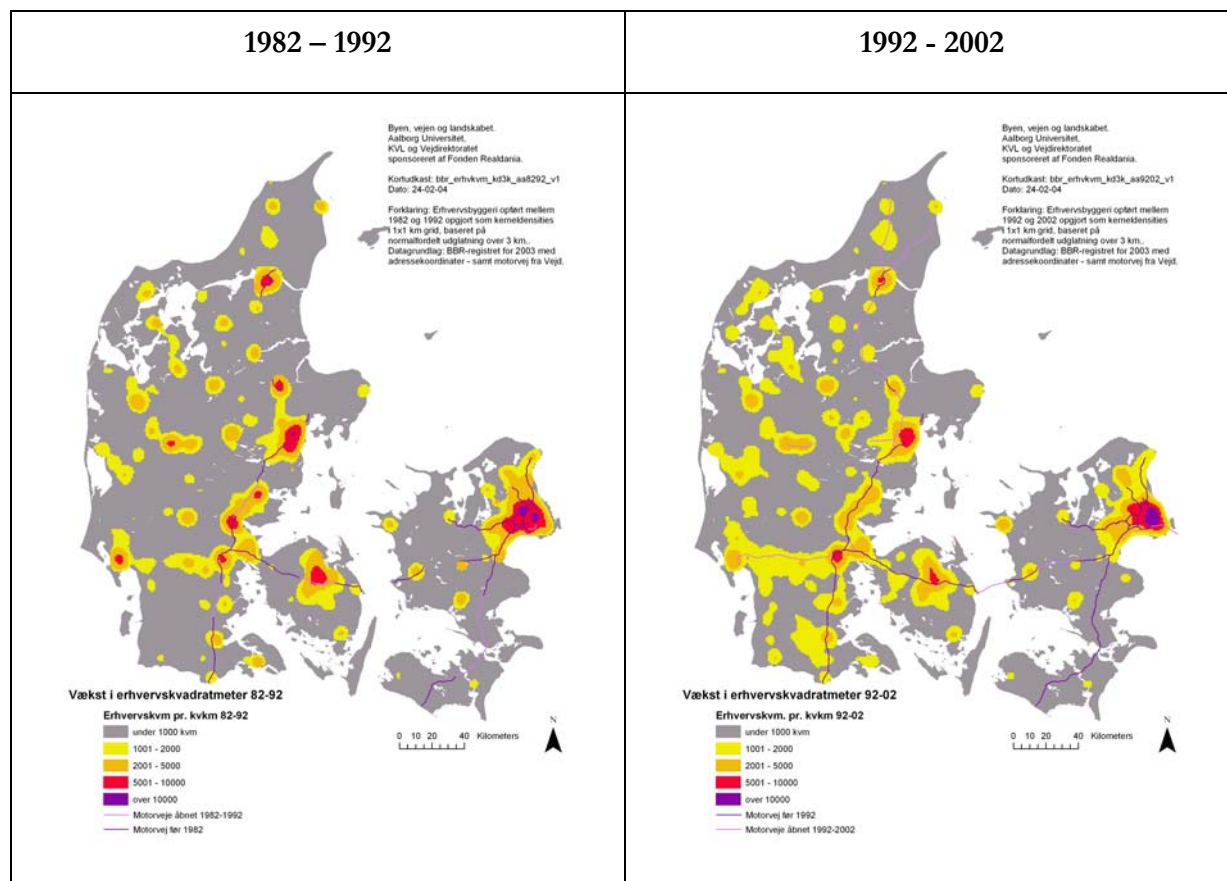 1982 – 1992
1992 - 2002
Byen, vejen og landskabet.
Aalborg Universitet,
KVL og Vejdirektoratet
sponsoreret af Fonden Realdania.
Kortudkast: bbr_erhvkvm_kd3k_aa8292_v1
Dato: 24-02-04
Forklaring: Erhvervsbyggeri opført mellem
1982 og 1992 opgjort som kerneldensities
i 1x1 km grid, baseret på
normalfordelt udglatning over 3 km..
Datagrundlag: BBR-registret for 2003 med
adressekoordinater - samt motorvej fra Vejd.
Vækst i erhvervskvadratmeter 82-92
Erhvervskvm pr. kvkm 82-92
under 1000 kvm
1001 - 2000
2001 - 5000
5001 - 10000
over 10000
Motorveje åbnet 1982-1992
Motorvej før 1982
0 10 20 40 Kilometers
N
Byen, vejen og landskabet.
Aalborg Universitet,
KVL og Vejdirektoratet
sponsoreret af Fonden Realdania.
Kortudkast: bbr_erhvkvm_kd3k_aa9202_v1
Dato: 24-02-04
Forklaring: Erhvervsbyggeri opført mellem
1992 og 2002 opgjort som kerneldensities
i 1x1 km grid, baseret på
normalfordelt udglatning over 3 km..
Datagrundlag: BBR-registret for 2003 med
adressekoordinater - samt motorvej fra Vejd.
Vækst i erhvervskvadratmeter 92-02
Erhvervskvm. pr. kvkm 92-02
under 1000 kvm
1001 - 2000
2001 - 5000
5001 - 10000
over 10000
Motorvej før 1992
Motorveje åbnet 1992-2002
0 10 20 40 Kilometers
N